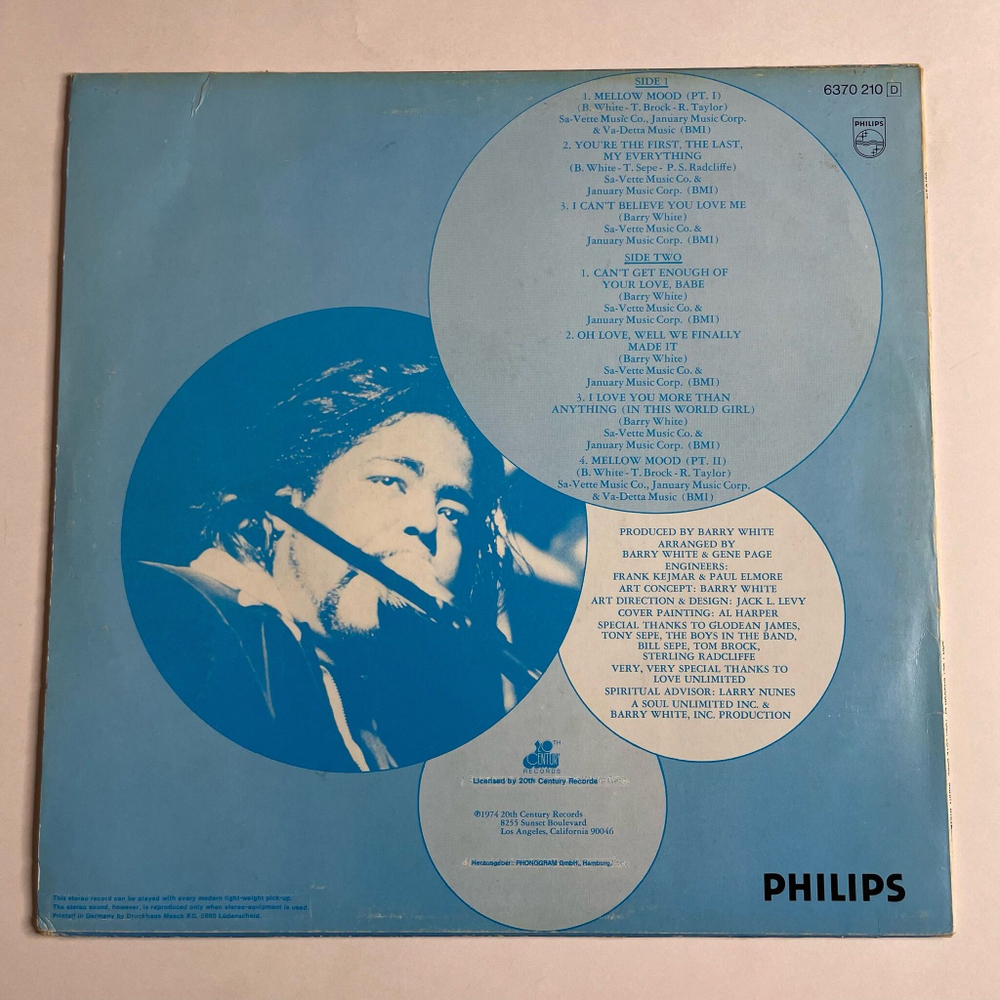 SIDE 1
1. MELLOW MOOD (PT. I)
(B. White - T. Brock - R. Taylor)
Sa-Vette Music Co., January Music Corp.
& Va-Detta Music (BMI)
2. YOU'RE THE FIRST, THE LAST,
MY EVERYTHING
(B. White - T. Sepe - P. S. Radcliffe)
Sa-Vette Music Co. &
January Music Corp. (BMI)
3. I CAN'T BELIEVE YOU LOVE ME
(Barry White)
Sa-Vette Music Co. &
January Music Corp. (BMI)
SIDE TWO
1. CAN'T GET ENOUGH OF
YOUR LOVE, BABE
(Barry White)
Sa-Vette Music Co. &
January Music Corp. (BMI)
2. OH LOVE, WELL WE FINALLY
MADE IT
(Barry White)
Sa-Vette Music Co. &
January Music Corp. (BMI)
3. I LOVE YOU MORE THAN
ANYTHING (IN THIS WORLD GIRL)
(Barry White)
Sa-Vette Music Co. &
January Music Corp. (BMI)
4. MELLOW MOOD (PT. II)
(B. White - T. Brock - R. Taylor)
Sa-Vette Music Co., January Music Corp.
& Va-Detta Music (BMI)
6370 210 D
PHILIPS
PRODUCED BY BARRY WHITE
ARRANGED BY
BARRY WHITE & GENE PAGE
ENGINEERS:
FRANK KEJMAR & PAUL ELMORE
ART CONCEPT: BARRY WHITE
ART DIRECTION & DESIGN: JACK L. LEVY
COVER PAINTING: AL HARPER
SPECIAL THANKS TO GLODEAN JAMES,
TONY SEPE, THE BOYS IN THE BAND,
BILL SEPE, TOM BROCK,
STERLING RADCLIFFE
VERY, VERY SPECIAL THANKS TO
LOVE UNLIMITED
SPIRITUAL ADVISOR: LARRY NUNES
A SOUL UNLIMITED INC. &
BARRY WHITE, INC. PRODUCTION
20TH
CENTURY
RECORDS
Licensed by 20th Century Records
℗1974 20th Century Records
8255 Sunset Boulevard
Los Angeles, California 90046
Herausgeber: PHONOGRAM GmbH., Hamburg.
PHILIPS
This stereo record can be played with every modern light-weight pick-up.
The stereo sound, however, is reproduced only when stereo-equipment is used.
Printed in Germany by Druckhaus Maack KG, 5880 Lüdenscheid.